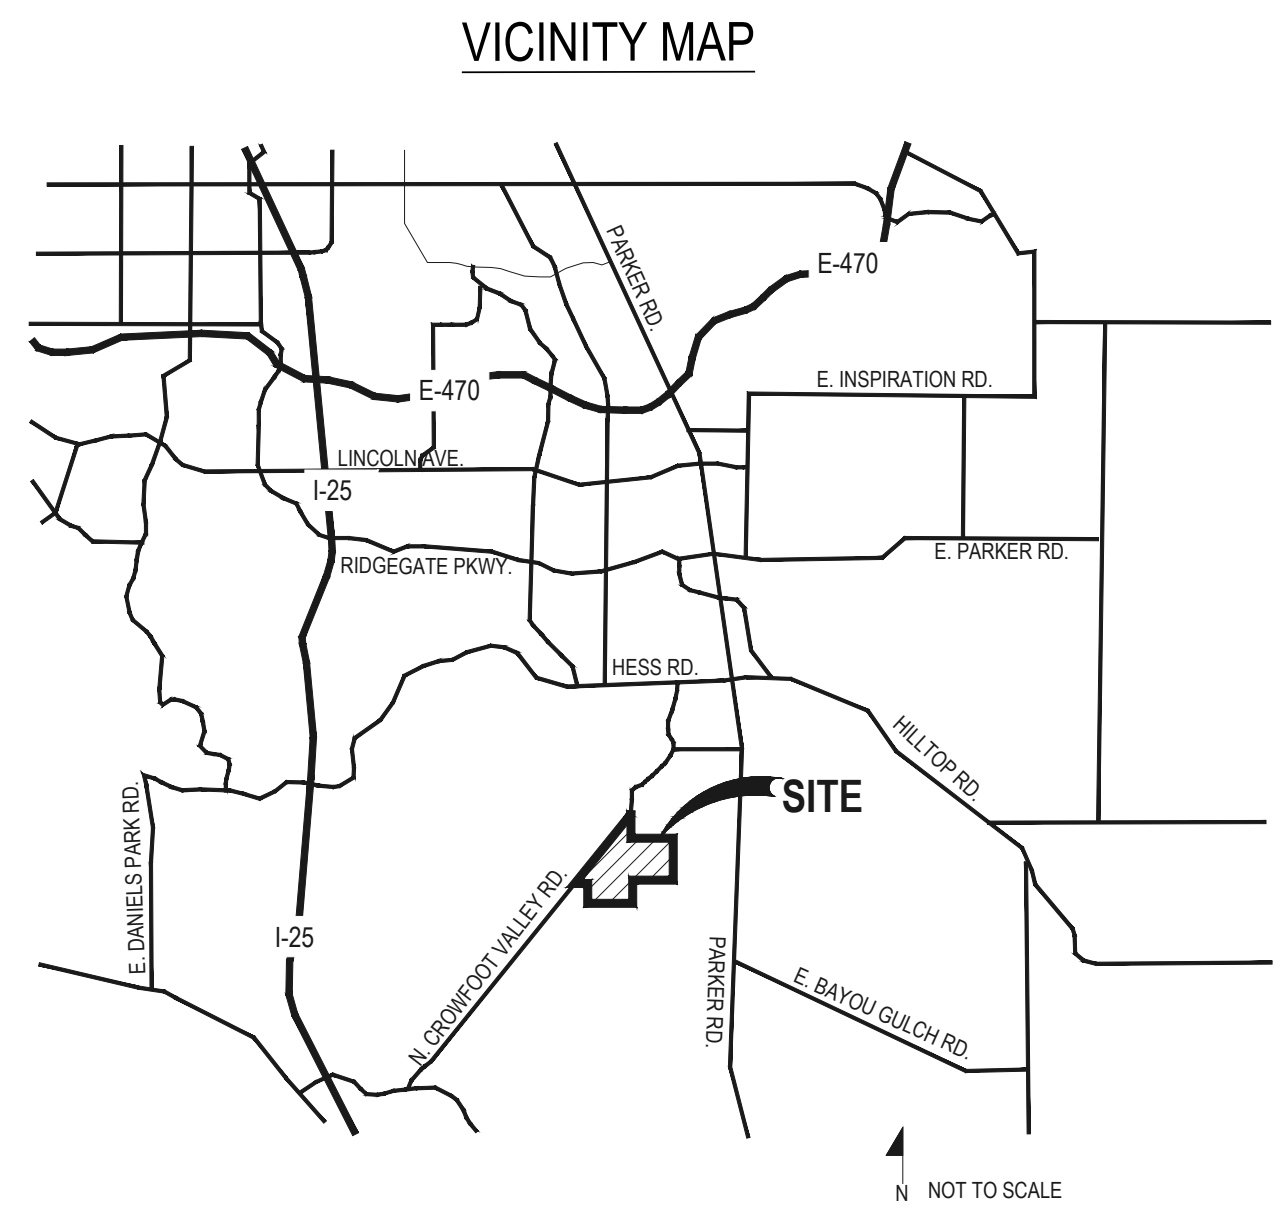 VICINITY MAP
PARKER RD.
E-470
E-470
E. INSPIRATION RD.
LINCOLN AVE.
I-25
E. PARKER RD.
RIDGEGATE PKWY.
HESS RD.
HILLTOP RD.
SITE
E. DANIELS PARK RD.
N. CROWFOOT VALLEY RD.
I-25
PARKER RD.
E. BAYOU GULCH RD.
N
NOT TO SCALE